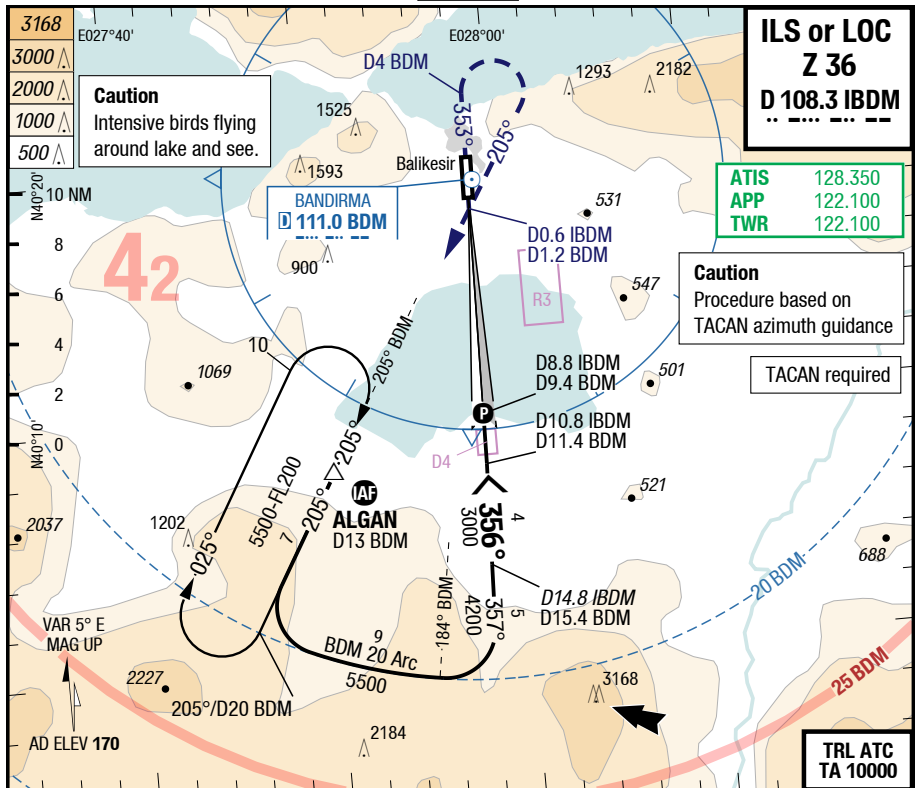 3168
3000
2000
1000
500
E027°40'
E028°00'
Caution
Intensive birds flying
around lake and see.
ILS or LOC
Z 36
D 108.3 IBDM
ATIS 128.350
APP 122.100
TWR 122.100
Caution
Procedure based on
TACAN azimuth guidance
TACAN required
D4 BDM
353°
205°
1293
2182
1525
1593
Balikesir
BANDIRMA
D 111.0 BDM
N40°20'
10 NM
8
6
4
2
0
N40°10'
42
900
531
D0.6 IBDM
D1.2 BDM
R3
547
205° BDM
10
1069
D8.8 IBDM
D9.4 BDM
501
P
D10.8 IBDM
D11.4 BDM
D4
205°
5500-FL200
205°
7
IAF
ALGAN
D13 BDM
521
1202
2037
025°
356°
3000
4
688
D14.8 IBDM
D15.4 BDM
184° BDM
357°
4200
5
20 BDM
VAR 5° E
MAG UP
9
BDM 20 Arc
5500
2227
205°/D20 BDM
3168
25 BDM
2184
AD ELEV 170
TRL ATC
TA 10000